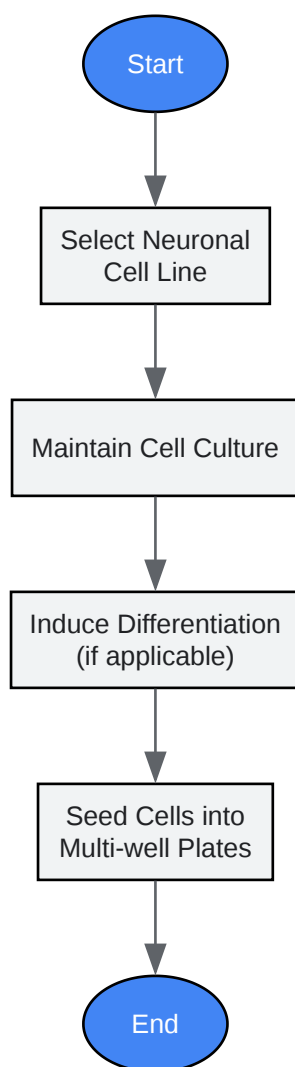 Start
Select Neuronal
Cell Line
Maintain Cell Culture
Induce Differentiation
(if applicable)
Seed Cells into
Multi-well Plates
End